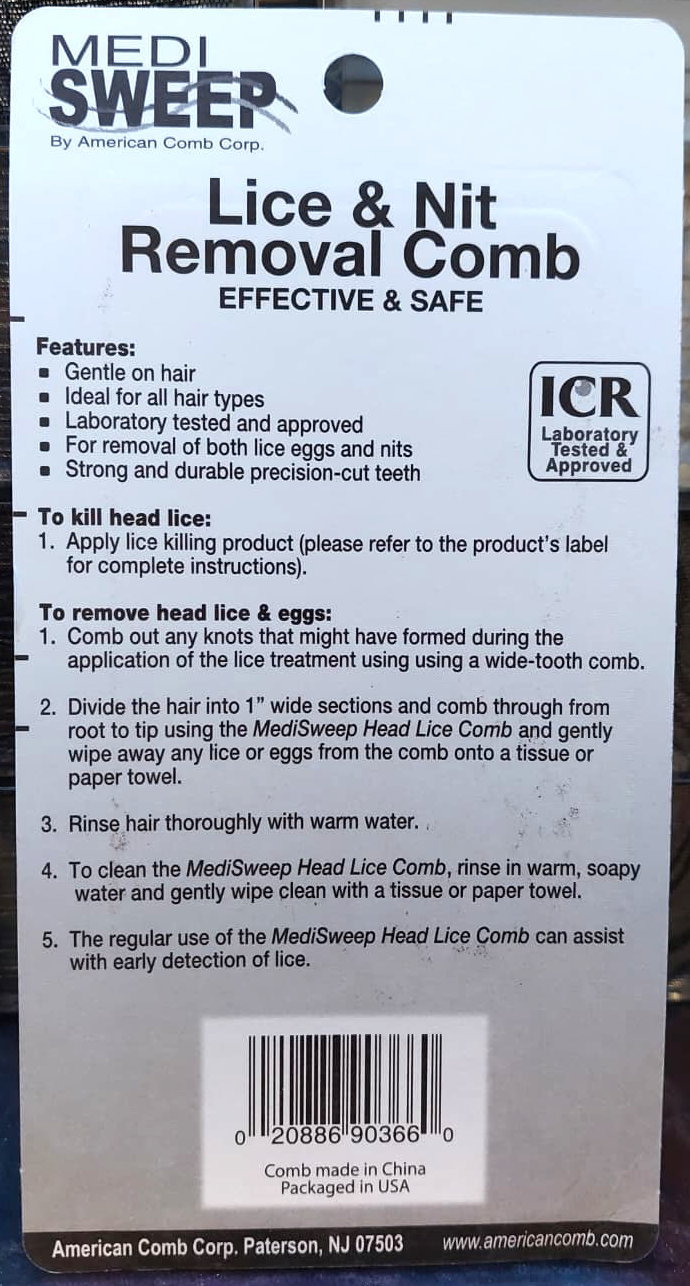 MEDI
SWEEP
By American Comb Corp.
Lice & Nit
Removal Comb
EFFECTIVE & SAFE
Features:
▪ Gentle on hair
▪ Ideal for all hair types
▪ Laboratory tested and approved
▪ For removal of both lice eggs and nits
▪ Strong and durable precision-cut teeth
ICR
Laboratory
Tested &
Approved
To kill head lice:
1. Apply lice killing product (please refer to the product's label
for complete instructions).
To remove head lice & eggs:
1. Comb out any knots that might have formed during the
application of the lice treatment using using a wide-tooth comb.
2. Divide the hair into 1” wide sections and comb through from
root to tip using the MediSweep Head Lice Comb and gently
wipe away any lice or eggs from the comb onto a tissue or
paper towel.
3. Rinse hair thoroughly with warm water.
4. To clean the MediSweep Head Lice Comb, rinse in warm, soapy
water and gently wipe clean with a tissue or paper towel.
5. The regular use of the MediSweep Head Lice Comb can assist
with early detection of lice.
0 20886 90366 0
Comb made in China
Packaged in USA
American Comb Corp. Paterson, NJ 07503 www.americancomb.com